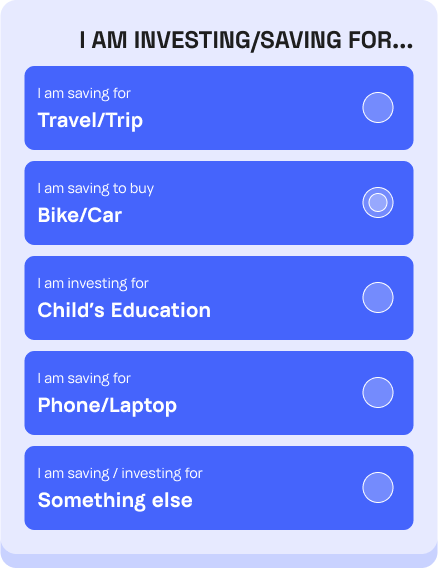 I AM INVESTING/SAVING FOR...
I am saving for
Travel/Trip
I am saving to buy
Bike/Car
I am investing for
Child's Education
I am saving for
Phone/Laptop
I am saving / investing for
Something else